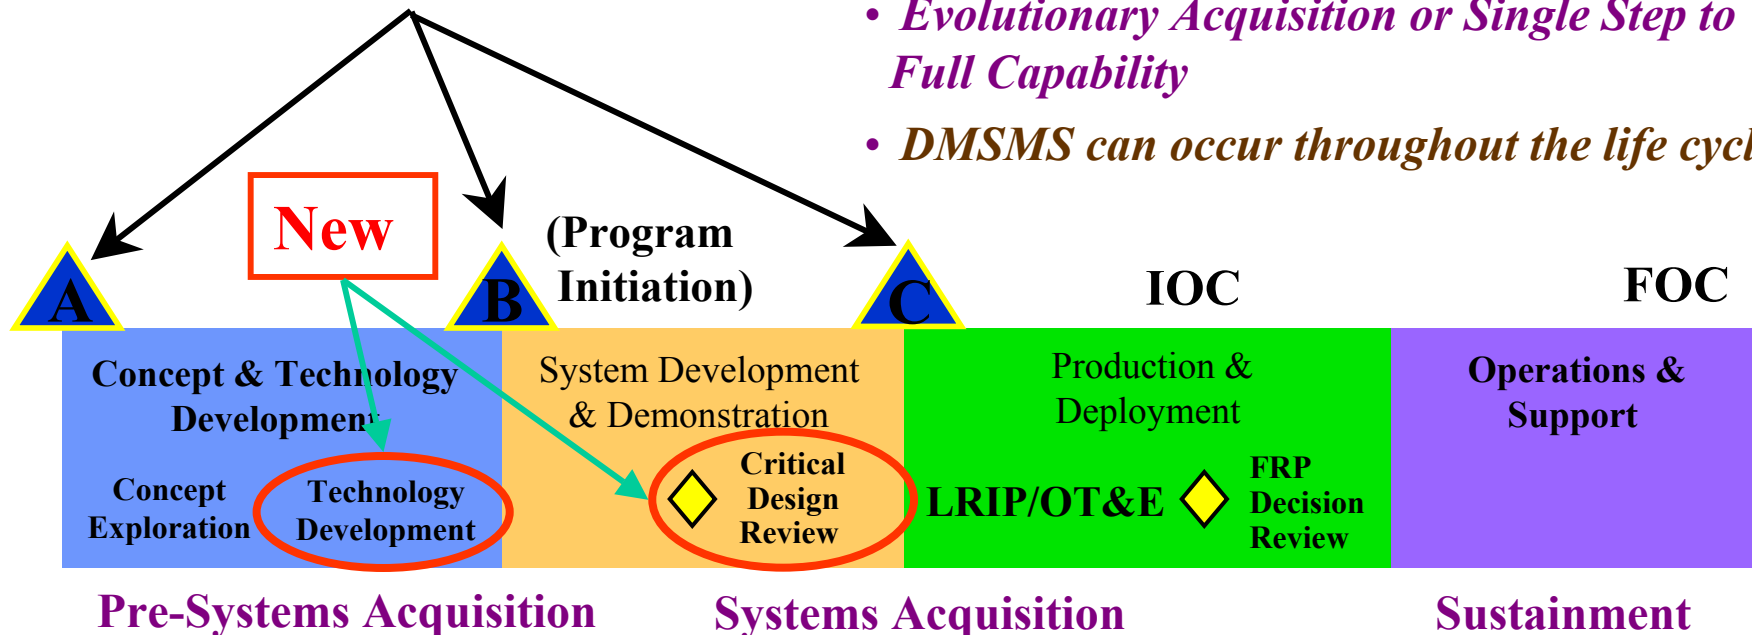 • Evolutionary Acquisition or Single Step to
Full Capability
• DMSMS can occur throughout the life cycl
New
(Program
Initiation)
A
B
C
IOC
FOC
Concept & Technology
Development
System Development
& Demonstration
Production &
Deployment
Operations &
Support
Concept
Exploration
Technology
Development
Critical
Design
Review
LRIP/OT&E
FRP
Decision
Review
Pre-Systems Acquisition
Systems Acquisition
Sustainment